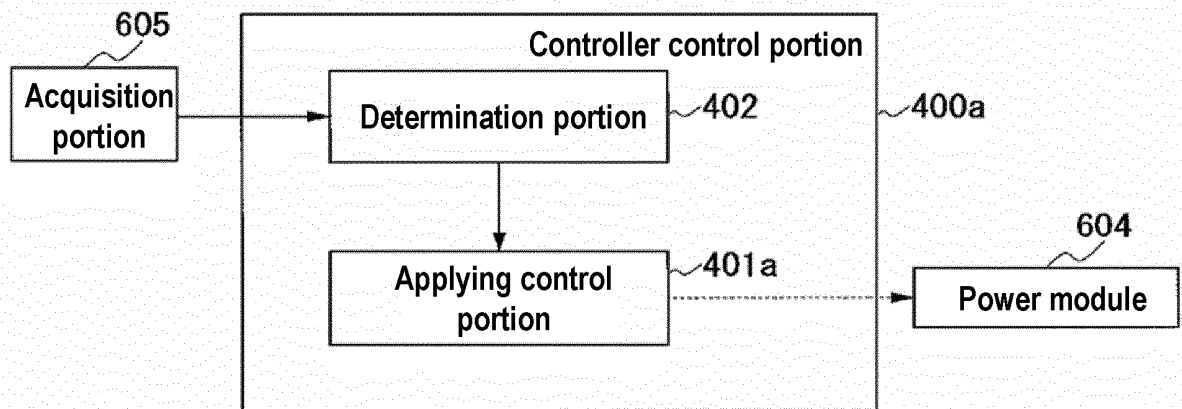 605
Acquisition
portion
Controller control portion
Determination portion
402
400a
Applying control
portion
401a
604
Power module